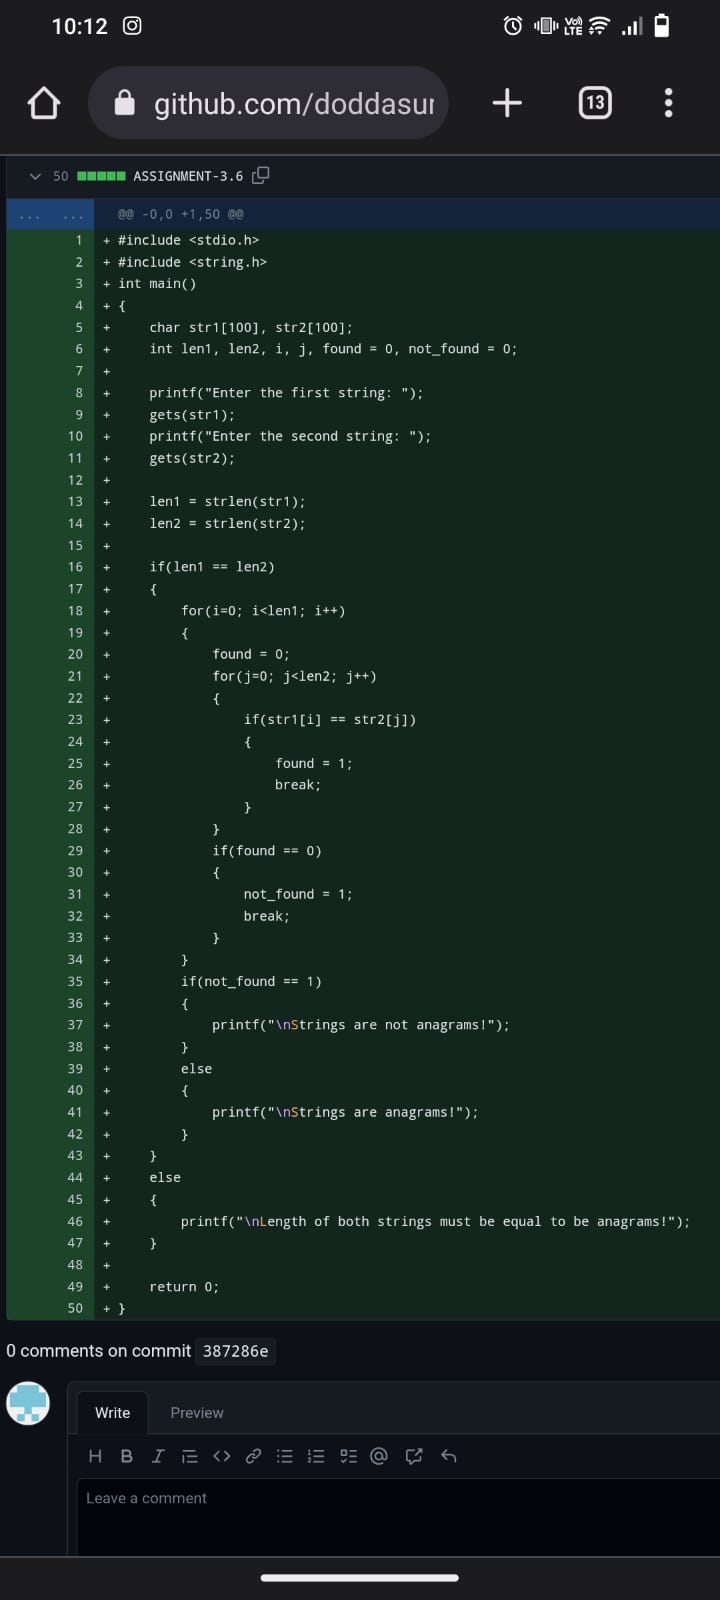 10:12
Vo) LTE
github.com/doddasur
13
50 ASSIGNMENT-3.6
... ... @@ -0,0 +1,50 @@
1 + #include <stdio.h>
2 + #include <string.h>
3 + int main()
4 + {
5 +     char str1[100], str2[100];
6 +     int len1, len2, i, j, found = 0, not_found = 0;
7 +
8 +     printf("Enter the first string: ");
9 +     gets(str1);
10 +     printf("Enter the second string: ");
11 +     gets(str2);
12 +
13 +     len1 = strlen(str1);
14 +     len2 = strlen(str2);
15 +
16 +     if(len1 == len2)
17 +     {
18 +         for(i=0; i<len1; i++)
19 +         {
20 +             found = 0;
21 +             for(j=0; j<len2; j++)
22 +             {
23 +                 if(str1[i] == str2[j])
24 +                 {
25 +                     found = 1;
26 +                     break;
27 +                 }
28 +             }
29 +             if(found == 0)
30 +             {
31 +                 not_found = 1;
32 +                 break;
33 +             }
34 +         }
35 +         if(not_found == 1)
36 +         {
37 +             printf("\nStrings are not anagrams!");
38 +         }
39 +         else
40 +         {
41 +             printf("\nStrings are anagrams!");
42 +         }
43 +     }
44 +     else
45 +     {
46 +         printf("\nLength of both strings must be equal to be anagrams!");
47 +     }
48 +
49 +     return 0;
50 + }
0 comments on commit 387286e
Write Preview
H B I <> @
Leave a comment